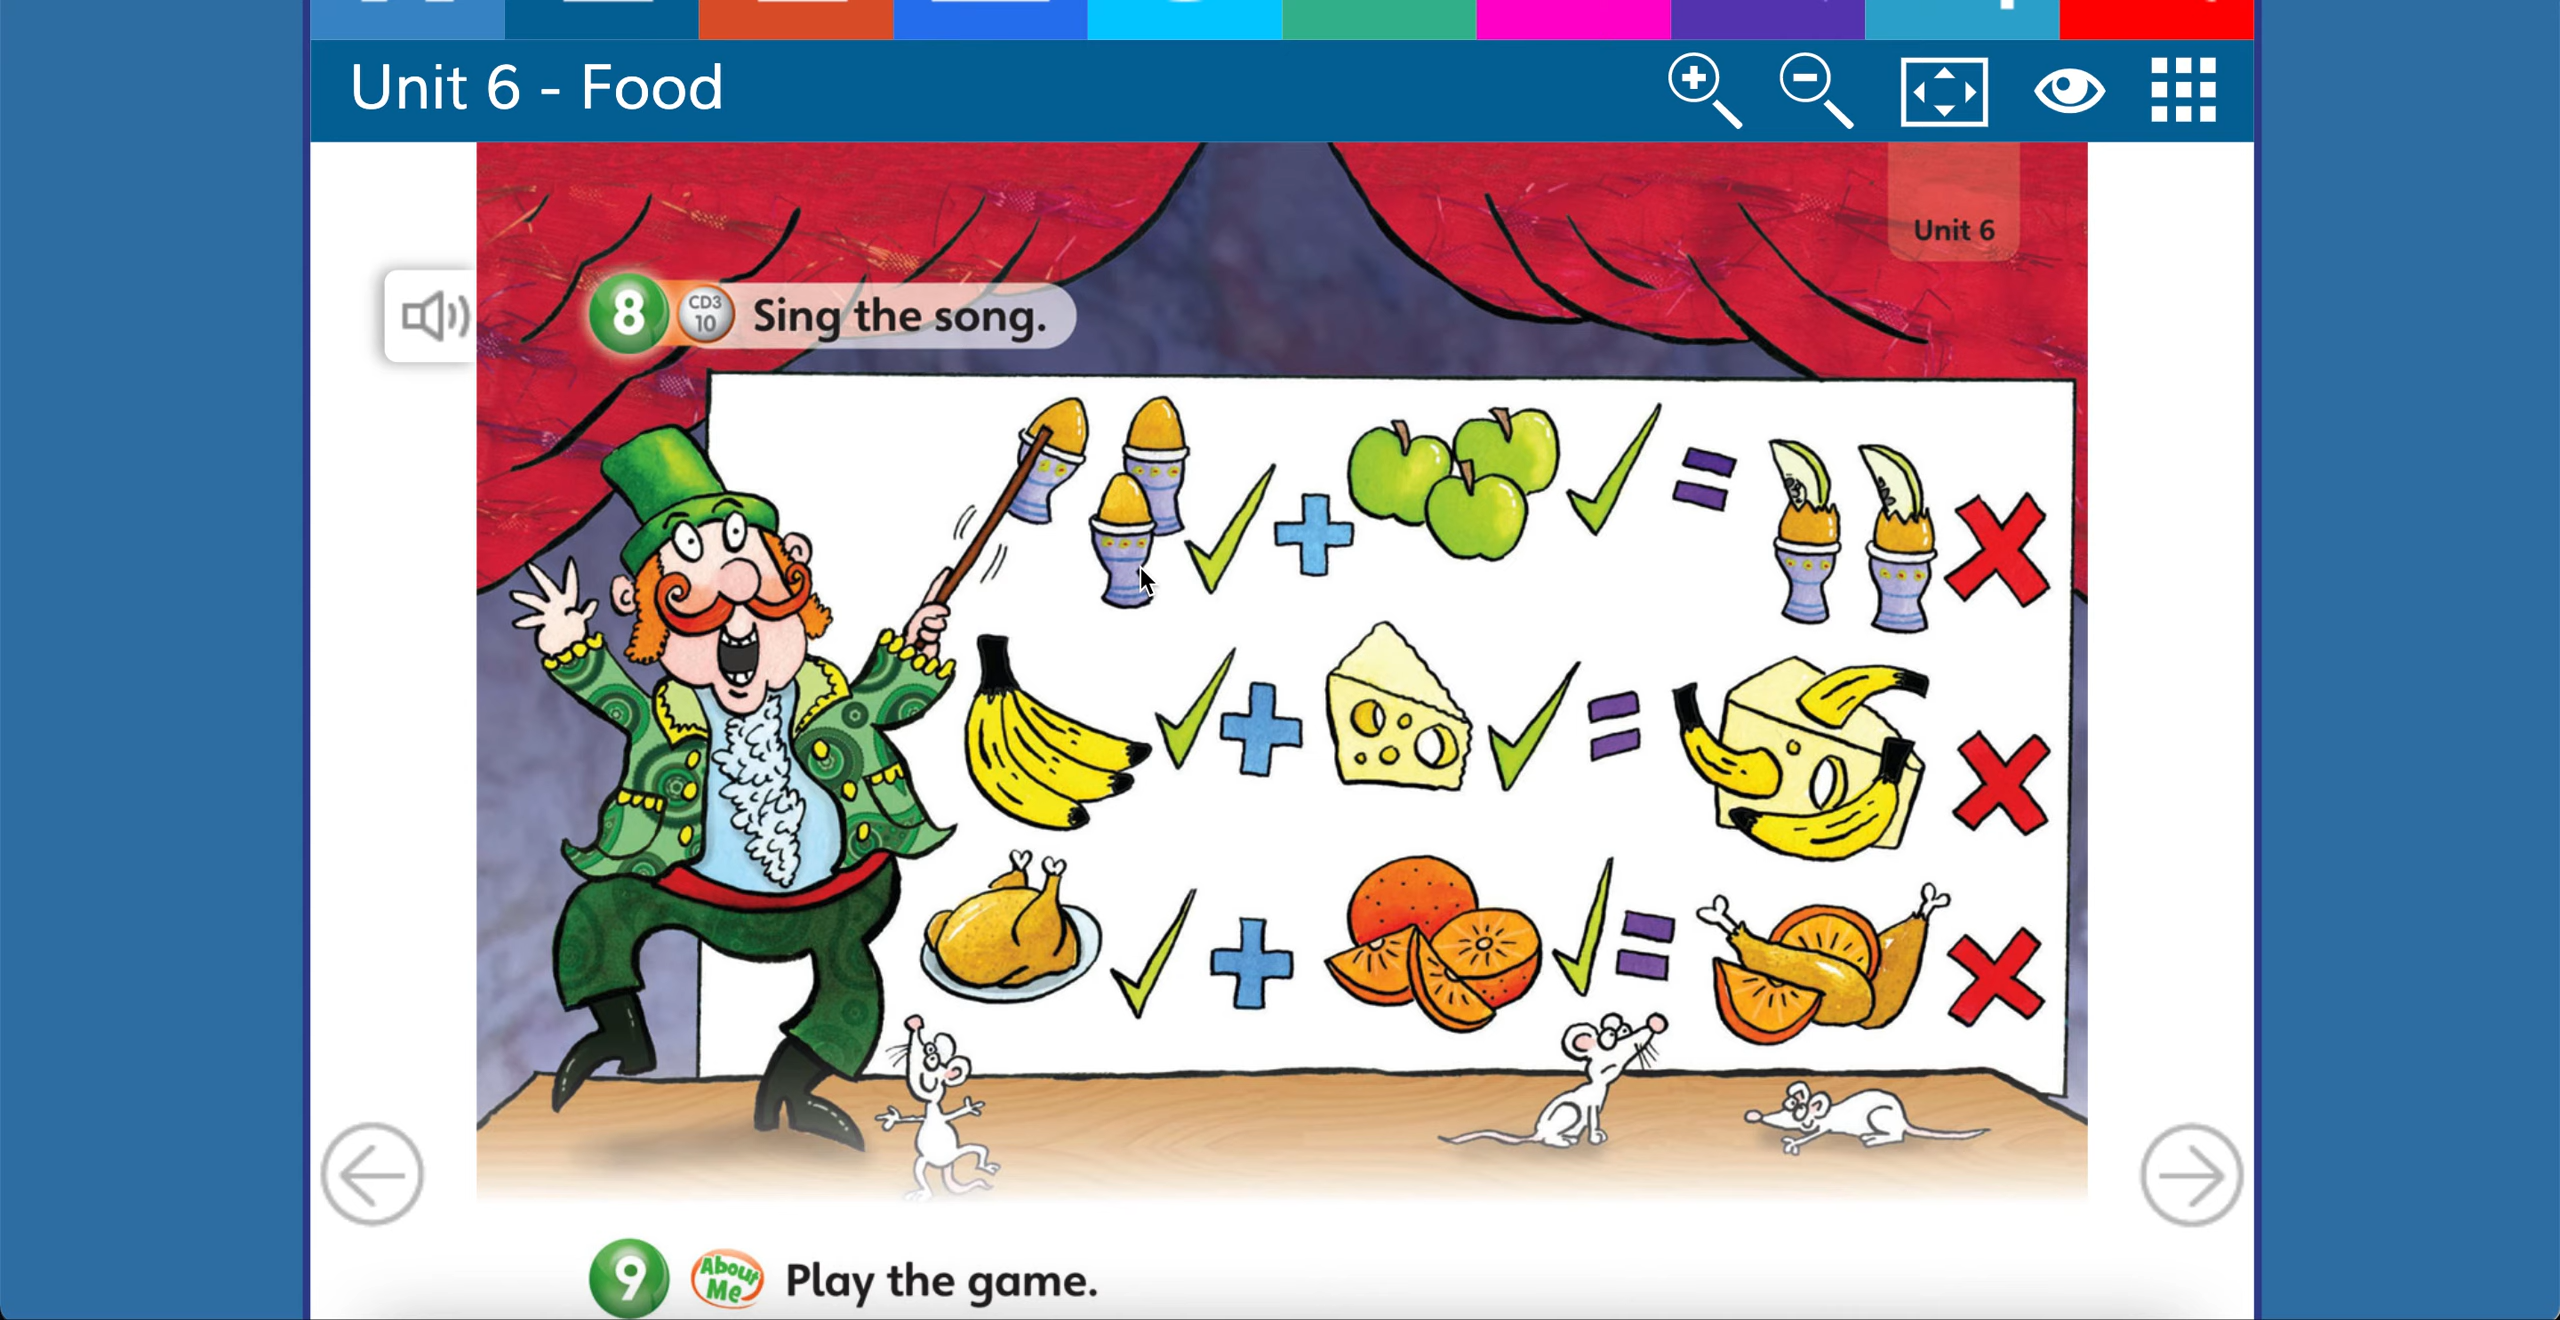 Unit 6 - Food
Unit 6
8 CD3 10 Sing the song.
9 About Me Play the game.